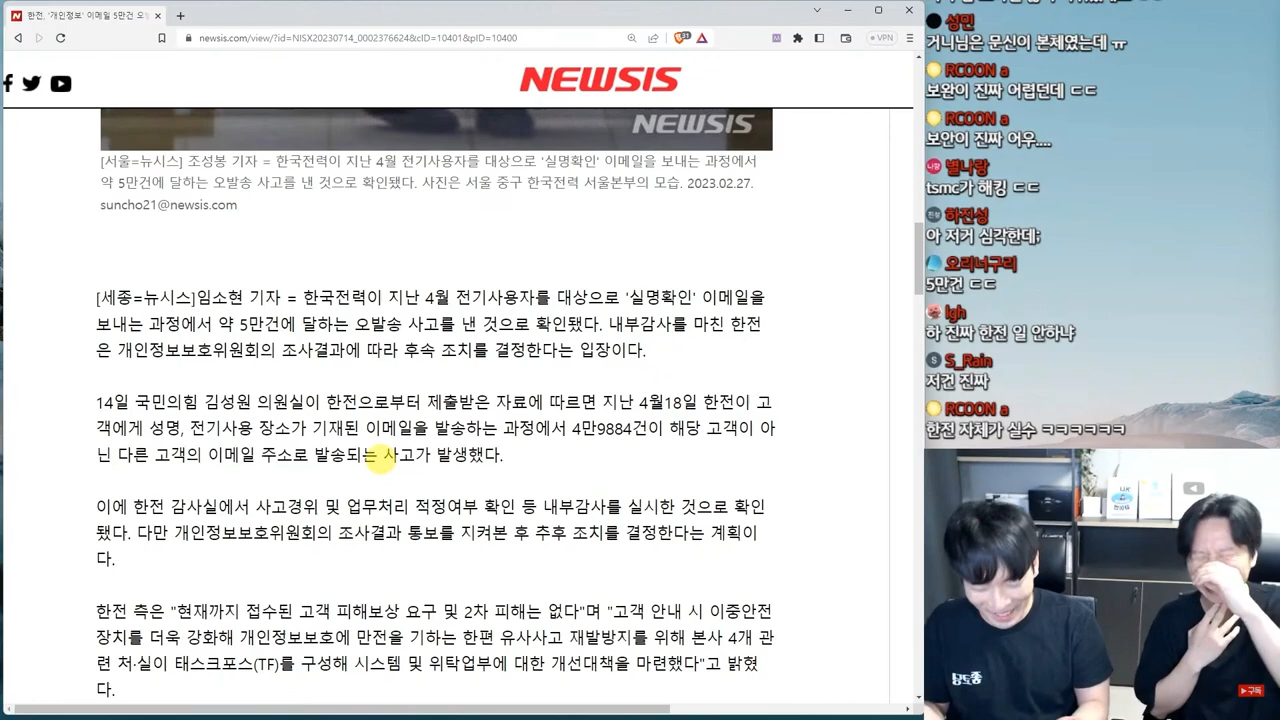 한전, '개인정보' 이메일 5만건 오발
newsis.com/view/?id=NISX20230714_0002376624&cID=10401&pID=10400
VPN
NEWSIS
NEWSIS
[서울=뉴시스] 조성봉 기자 = 한국전력이 지난 4월 전기사용자를 대상으로 '실명확인' 이메일을 보내는 과정에서
약 5만건에 달하는 오발송 사고를 낸 것으로 확인됐다. 사진은 서울 중구 한국전력 서울본부의 모습. 2023.02.27.
suncho21@newsis.com
[세종=뉴시스]임소현 기자 = 한국전력이 지난 4월 전기사용자를 대상으로 '실명확인' 이메일을
보내는 과정에서 약 5만건에 달하는 오발송 사고를 낸 것으로 확인됐다. 내부감사를 마친 한전
은 개인정보보호위원회의 조사결과에 따라 후속 조치를 결정한다는 입장이다.
14일 국민의힘 김성원 의원실이 한전으로부터 제출받은 자료에 따르면 지난 4월18일 한전이 고
객에게 성명, 전기사용 장소가 기재된 이메일을 발송하는 과정에서 4만9884건이 해당 고객이 아
닌 다른 고객의 이메일 주소로 발송되는 사고가 발생했다.
이에 한전 감사실에서 사고경위 및 업무처리 적정여부 확인 등 내부감사를 실시한 것으로 확인
됐다. 다만 개인정보보호위원회의 조사결과 통보를 지켜본 후 추후 조치를 결정한다는 계획이
다.
한전 측은 "현재까지 접수된 고객 피해보상 요구 및 2차 피해는 없다"며 "고객 안내 시 이중안전
장치를 더욱 강화해 개인정보보호에 만전을 기하는 한편 유사사고 재발방지를 위해 본사 4개 관
련 처·실이 태스크포스(TF)를 구성해 시스템 및 위탁업부에 대한 개선대책을 마련했다"고 밝혔
다.
성민
거니님은 문신이 본체였는데 ㅠ
RCOON a
보완이 진짜 어렵던데 ㄷㄷ
RCOON a
보안이 진짜 어우....
별나랑
tsmc가 해킹 ㄷㄷ
하진성
아 저거 심각한데;
오리너구리
5만건 ㄷㄷ
lgh
하 진짜 한전 일 안하냐
S_Rain
저건 진짜
RCOON a
한전 자체가 실수 ㅋㅋㅋㅋㅋㅋ
구독